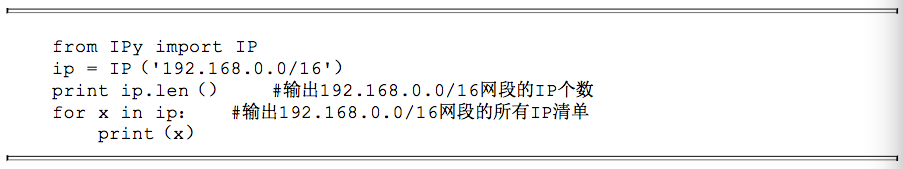 from IPy import IP
ip = IP（'192.168.0.0/16'）
print ip.len（）    #输出192.168.0.0/16网段的IP个数
for x in ip：   #输出192.168.0.0/16网段的所有IP清单
    print（x）